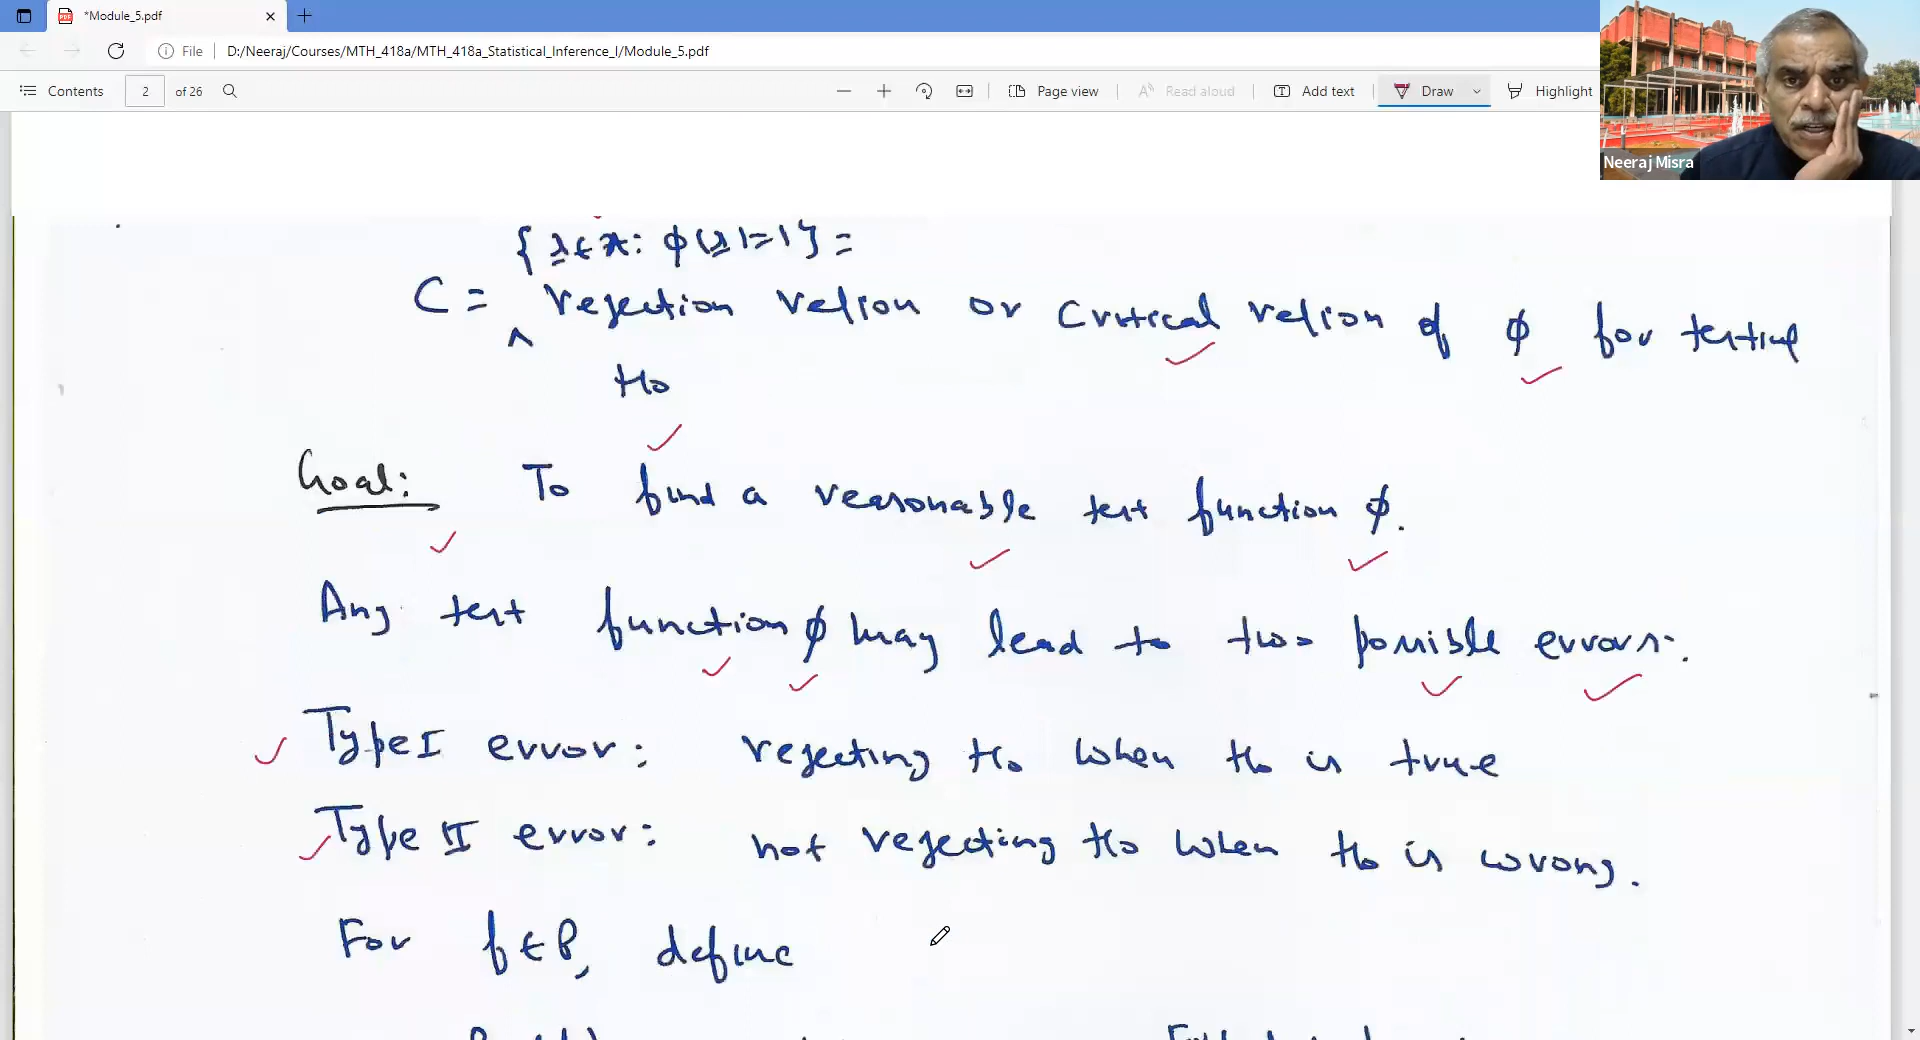 *Module_5.pdf
File D:/Neeraj/Courses/MTH_418a/MTH_418a_Statistical_Inference_I/Module_5.pdf
Contents 2 of 26 Page view Read aloud Add text Draw Highlight
Neeraj Misra
{x ∈ 𝒳: ϕ(x)=1} =
C = ^ rejection region or critical region of ϕ for testing
H₀
Goal: To find a reasonable test function ϕ.
Any test function ϕ may lead to two possible errors:
Type I error: rejecting H₀ when H₀ is true
Type II error: not rejecting H₀ when H₀ is wrong.
For f ∈ P, define